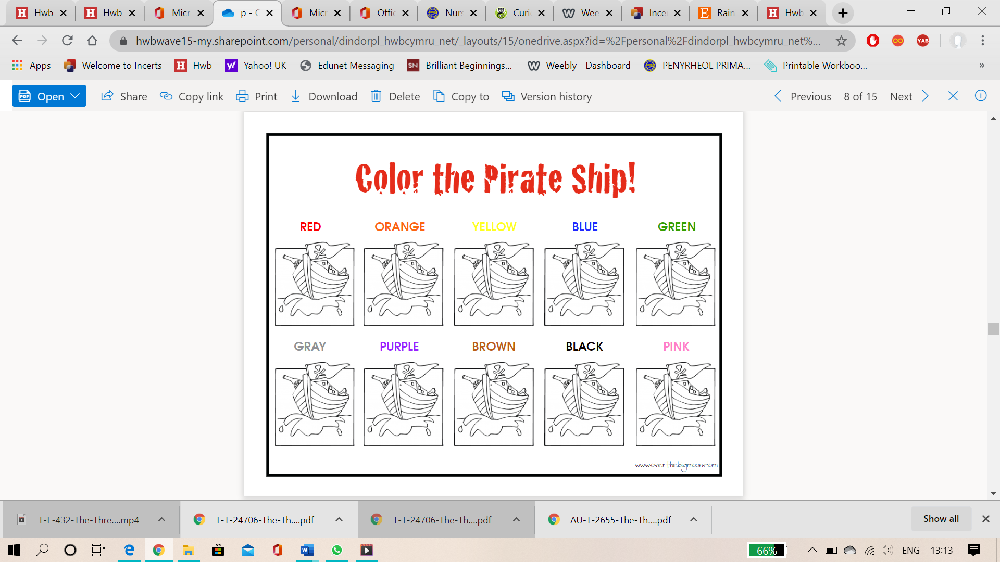 Hwb Hwb Micr p - C Micr Offic Nurs Curi Wee Ince Rain Hwb
hwbwave15-my.sharepoint.com/personal/dindorpl_hwbcymru_net/_layouts/15/onedrive.aspx?id=%2Fpersonal%2Fdindorpl_hwbcymru_net%...
YAB
Apps Welcome to Incerts Hwb Yahoo! UK Edunet Messaging SN Brilliant Beginnings... Weebly - Dashboard PENYRHEOL PRIMA... Printable Workboo... »
PDF Open Share Copy link Print Download Delete Copy to Version history Previous 8 of 15 Next
Color the Pirate Ship!
RED ORANGE YELLOW BLUE GREEN
GRAY PURPLE BROWN BLACK PINK
www.overthebigmoon.com
T-E-432-The-Thre....mp4 T-T-24706-The-Th....pdf T-T-24706-The-Th....pdf AU-T-2655-The-Th....pdf Show all
66% ENG 13:13